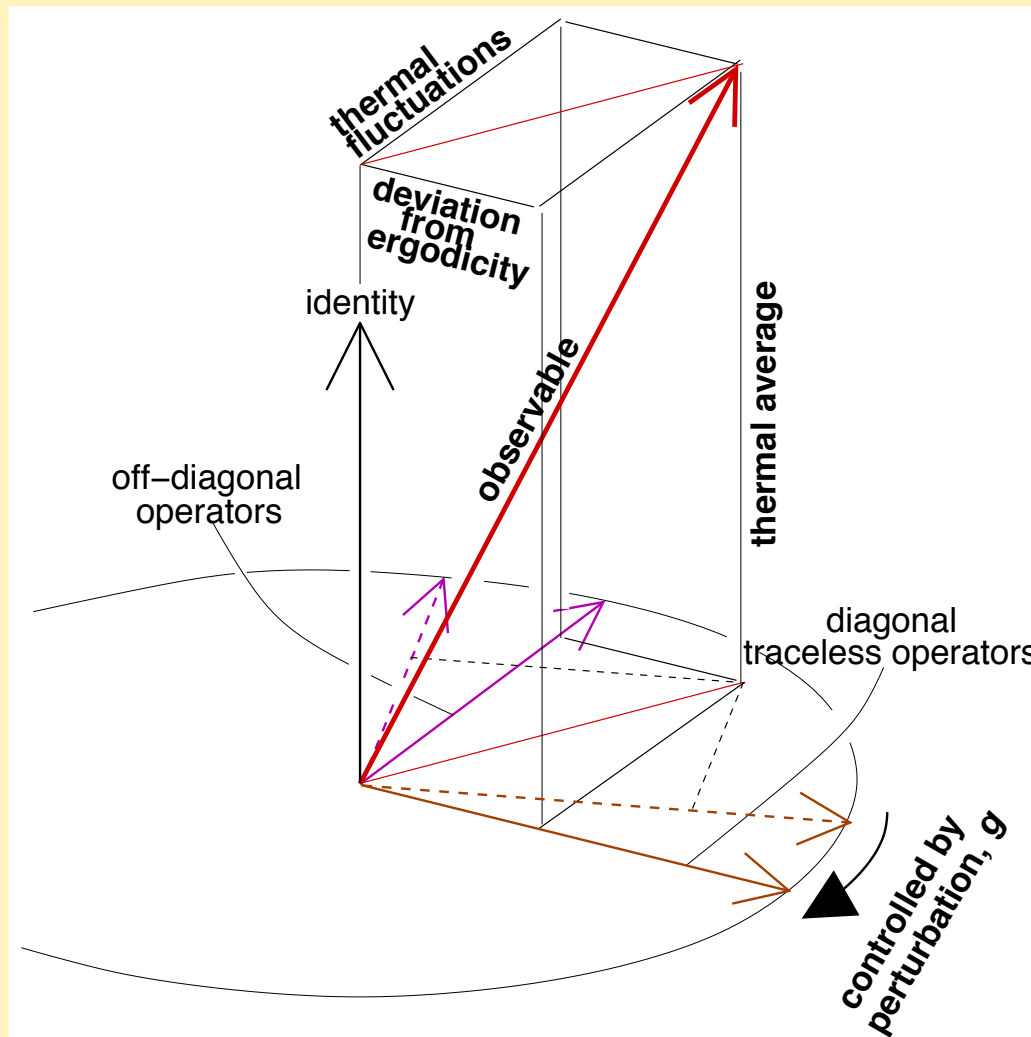 thermal
fluctuations
deviation
from
ergodicity
identity
observable
thermal average
off−diagonal
operators
diagonal
traceless operators
controlled by
perturbation, g